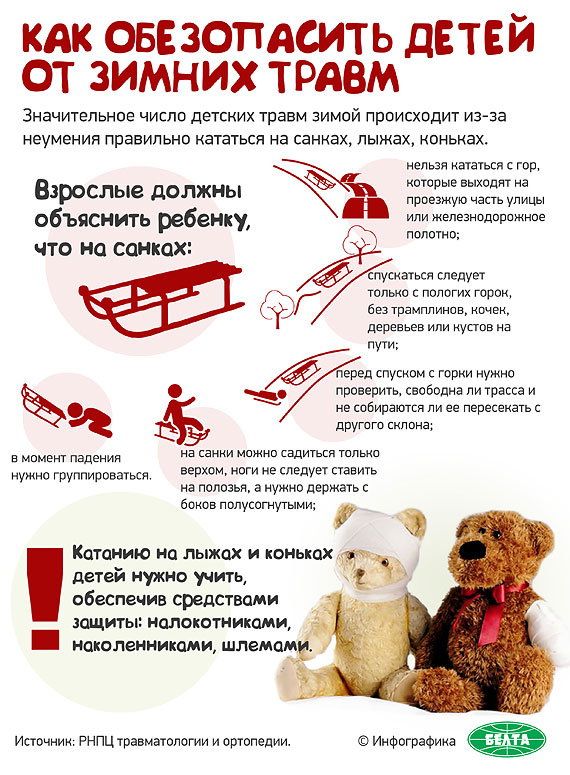 КАК ОБЕЗОПАСИТЬ ДЕТЕЙ
ОТ ЗИМНИХ ТРАВМ
Значительное число детских травм зимой происходит из-за
неумения правильно кататься на санках, лыжах, коньках.
Взрослые должны
объяснить ребенку,
что на санках:
нельзя кататься с гор,
которые выходят на
проезжую часть улицы
или железнодорожное
полотно;
спускаться следует
только с пологих горок,
без трамплинов, кочек,
деревьев или кустов на
пути;
перед спуском с горки нужно
проверить, свободна ли трасса и
не собираются ли ее пересекать с
другого склона;
на санки можно садиться только
верхом, ноги не следует ставить
на полозья, а нужно держать с
боков полусогнутыми;
в момент падения
нужно группироваться.
!
Катанию на лыжах и коньках
детей нужно учить,
обеспечив средствами
защиты: налокотниками,
наколенниками, шлемами.
Источник: РНПЦ травматологии и ортопедии.
© Инфографика
БЕЛТА